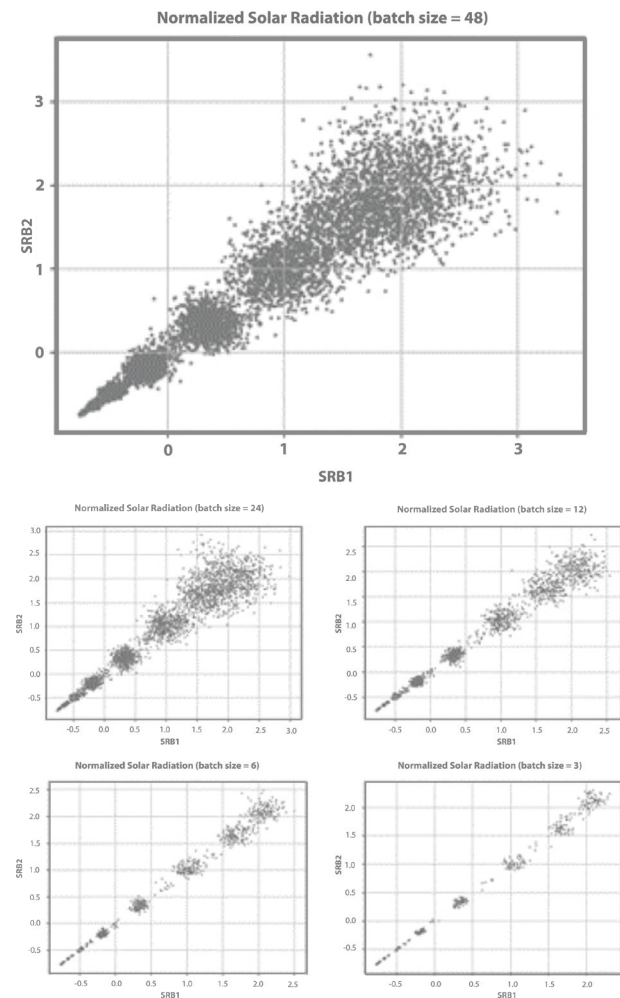 Normalized Solar Radiation (batch size = 48)
3
2
1
0
SRB2
0 1 2 3
SRB1
Normalized Solar Radiation (batch size = 24)
3.0
2.5
2.0
1.5
1.0
0.5
0.0
-0.5
SRB2
-0.5 0.0 0.5 1.0 1.5 2.0 2.5 3.0
SRB1
Normalized Solar Radiation (batch size = 12)
2.5
2.0
1.5
1.0
0.5
0.0
-0.5
SRB2
-0.5 0.0 0.5 1.0 1.5 2.0 2.5
SRB1
Normalized Solar Radiation (batch size = 6)
2.5
2.0
1.5
1.0
0.5
0.0
-0.5
SRB2
-0.5 0.0 0.5 1.0 1.5 2.0 2.5
SRB1
Normalized Solar Radiation (batch size = 3)
2.0
1.5
1.0
0.5
0.0
-0.5
SRB2
-0.5 0.0 0.5 1.0 1.5 2.0
SRB1